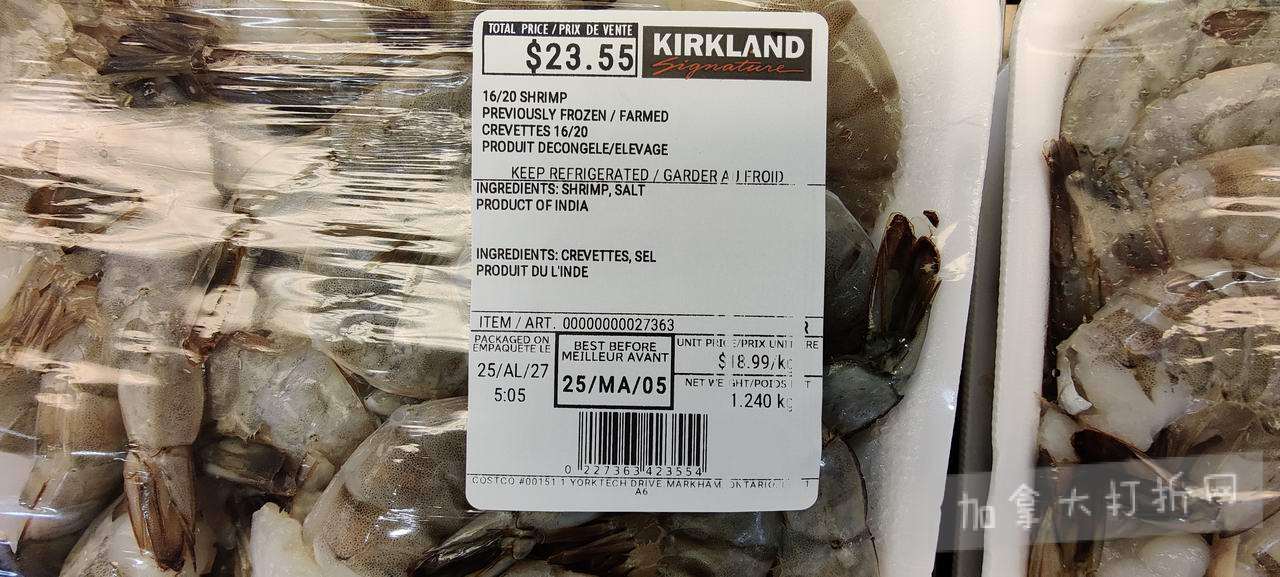 TOTAL PRICE / PRIX DE VENTE
$23.55
KIRKLAND
Signature
16/20 SHRIMP
PREVIOUSLY FROZEN / FARMED
CREVETTES 16/20
PRODUIT DECONGELE/ELEVAGE
KEEP REFRIGERATED / GARDER AU FROID
INGREDIENTS: SHRIMP, SALT
PRODUCT OF INDIA
INGREDIENTS: CREVETTES, SEL
PRODUIT DU L'INDE
ITEM / ART. 00000000027363
PACKAGED ON
EMPAQUETE LE
25/AL/27
5:05
BEST BEFORE
MEILLEUR AVANT
25/MA/05
UNIT PRICE/PRIX UNITAIRE
$18.99/kg
NET WEIGHT/POIDS NET
1.240 kg
0 227363 423554
COSTCO #00151 1 YORKTECH DRIVE MARKHAM ONTARIO
A6
加拿大打折网